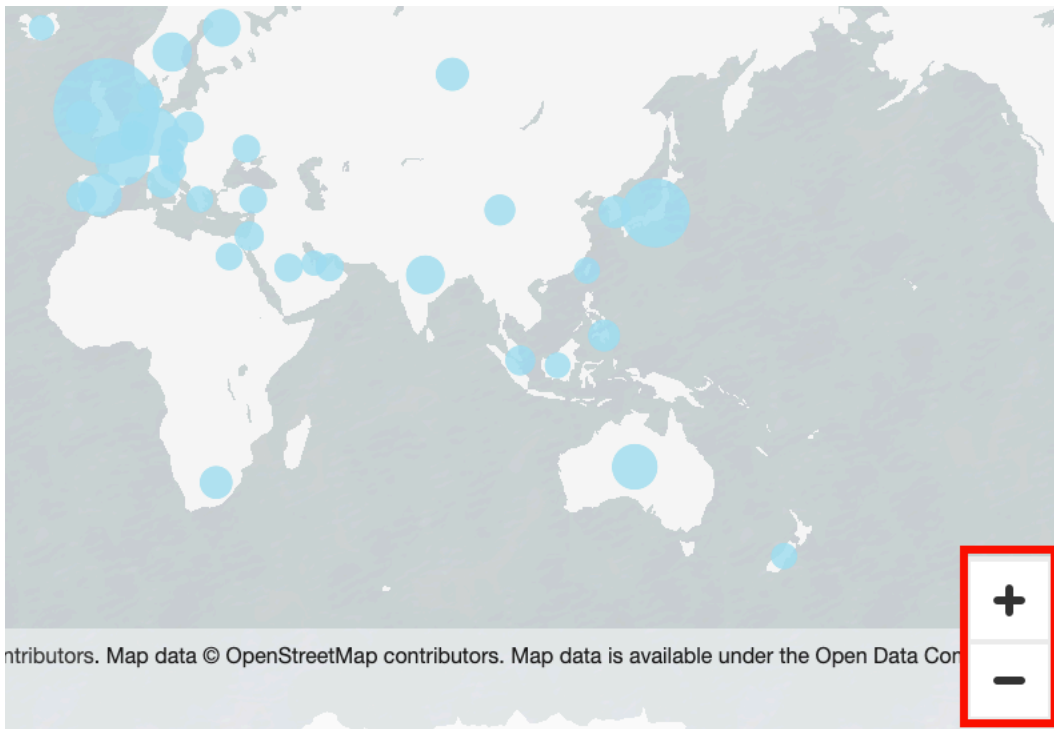 +
ntributors. Map data © OpenStreetMap contributors. Map data is available under the Open Data Con
−